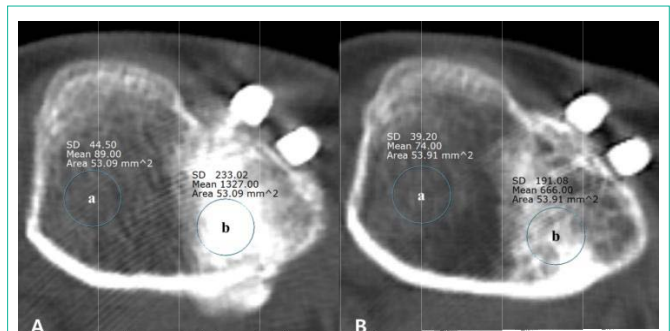 SD 44.50
Mean 89.00
Area 53.09 mm^2
a
SD 233.02
Mean 1327.00
Area 53.09 mm^2
b
A
SD 39.20
Mean 74.00
Area 53.91 mm^2
a
SD 191.08
Mean 666.00
Area 53.91 mm^2
b
B